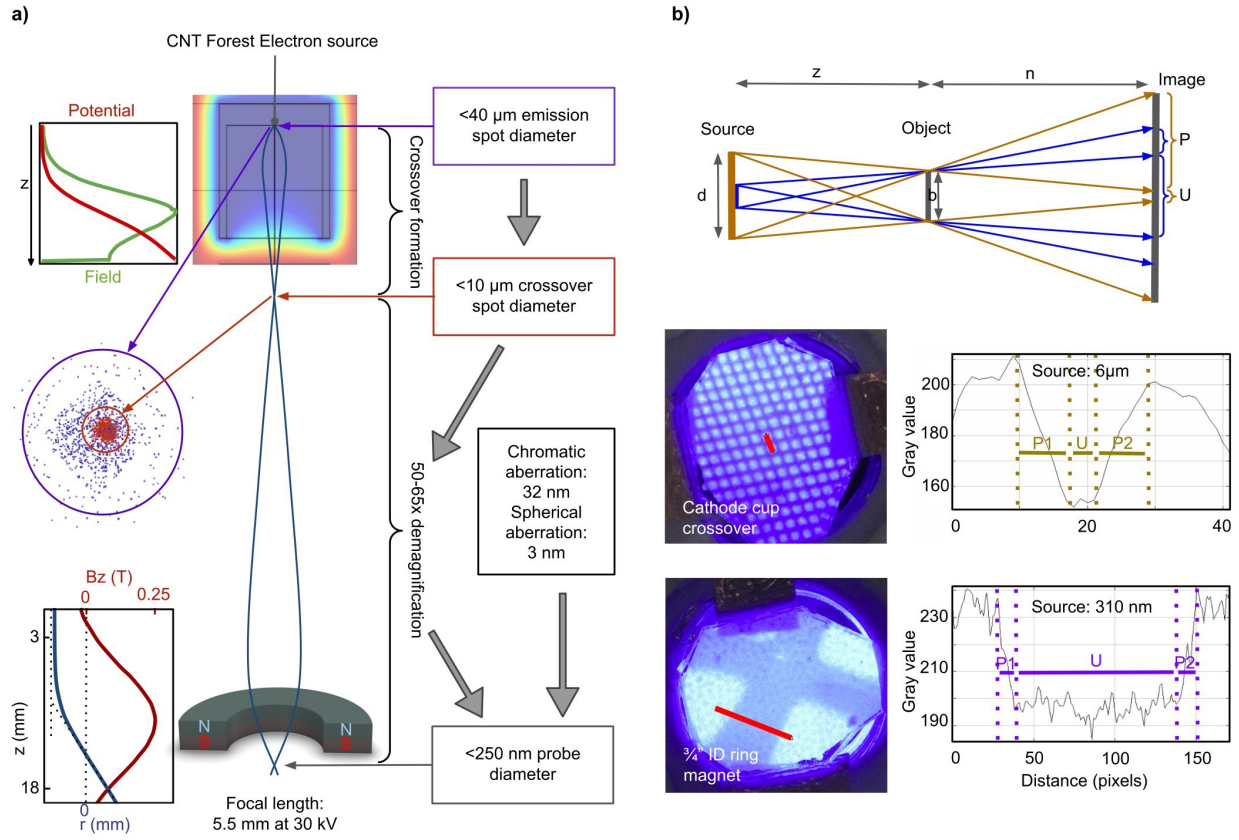 a)
CNT Forest Electron source
Potential
z
Field
<40 µm emission
spot diameter
Crossover formation
<10 µm crossover
spot diameter
Chromatic
aberration:
32 nm
Spherical
aberration:
3 nm
50-65x demagnification
Bz (T)
0
0.25
3
z (mm)
18
0
r (mm)
N
S
N
S
<250 nm probe
diameter
Focal length:
5.5 mm at 30 kV
b)
z
n
Image
Source
Object
d
b
P
U
Cathode cup
crossover
Source: 6µm
Gray value
200
180
160
P1
U
P2
0
20
40
¾" ID ring
magnet
Source: 310 nm
Gray value
230
210
190
P1
U
P2
0
50
100
150
Distance (pixels)